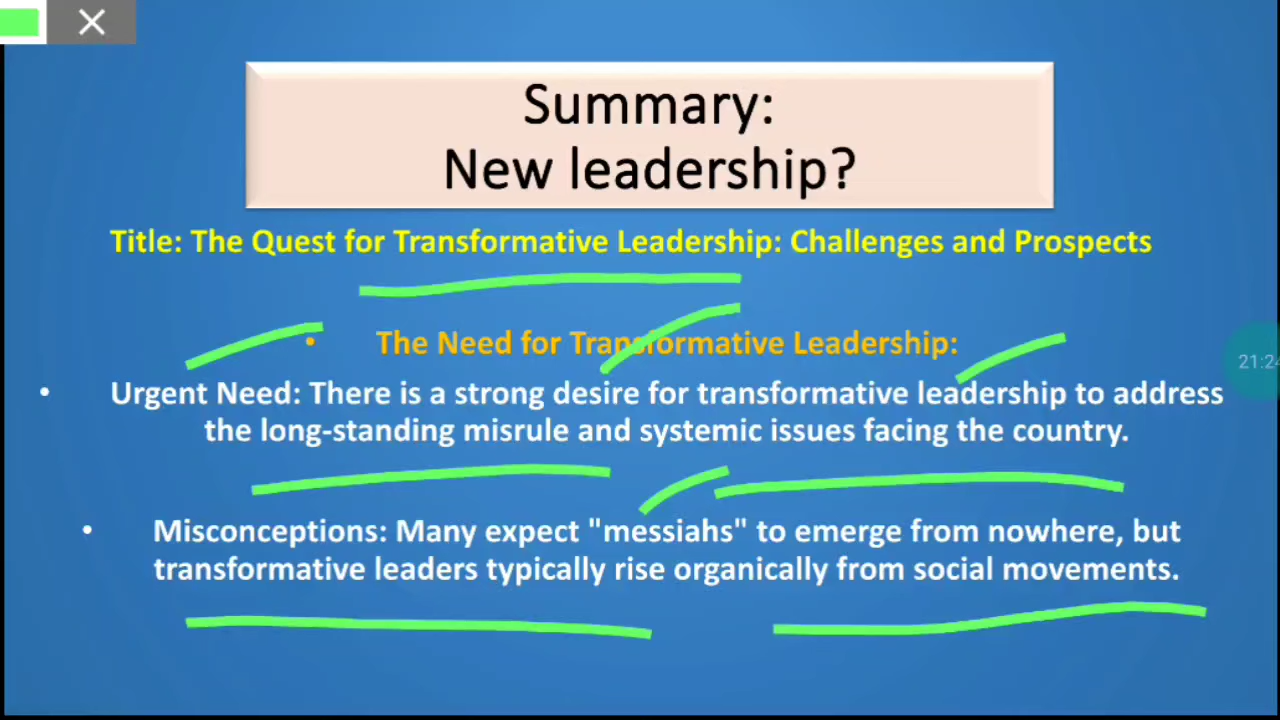 Summary:
New leadership?
Title: The Quest for Transformative Leadership: Challenges and Prospects
• The Need for Transformative Leadership:
• Urgent Need: There is a strong desire for transformative leadership to address
the long-standing misrule and systemic issues facing the country.
• Misconceptions: Many expect "messiahs" to emerge from nowhere, but
transformative leaders typically rise organically from social movements.